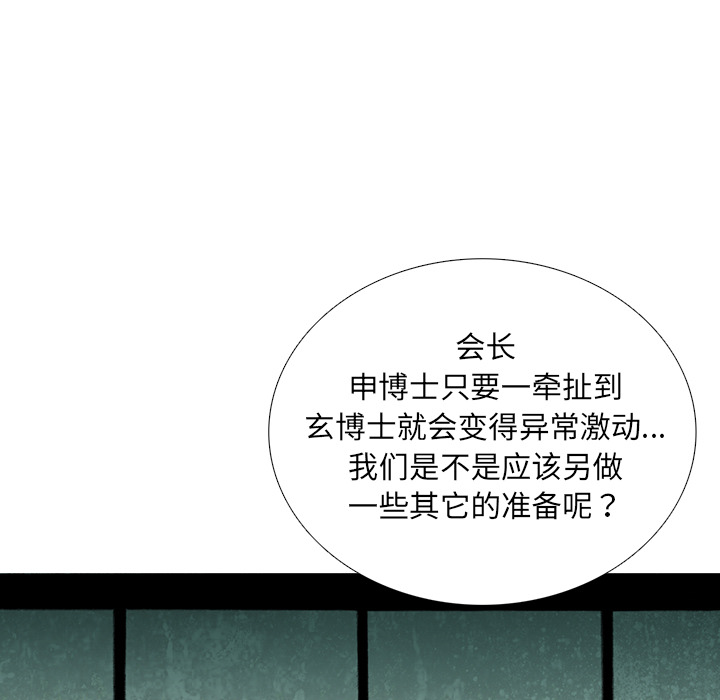 会长
申博士只要一牵扯到
玄博士就会变得异常激动...
我们是不是应该另做
一些其它的准备呢？